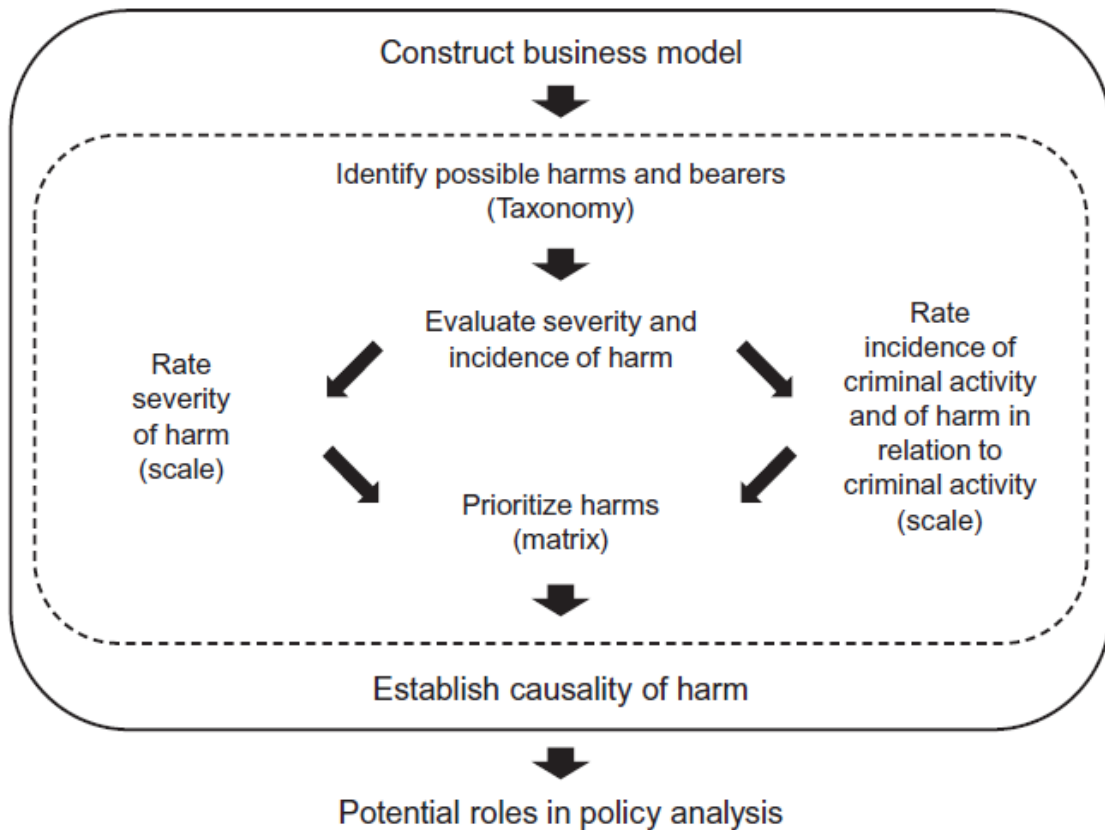 Construct business model
Identify possible harms and bearers
(Taxonomy)
Evaluate severity and
incidence of harm
Rate
severity
of harm
(scale)
Rate
incidence of
criminal activity
and of harm in
relation to
criminal activity
(scale)
Prioritize harms
(matrix)
Establish causality of harm
Potential roles in policy analysis